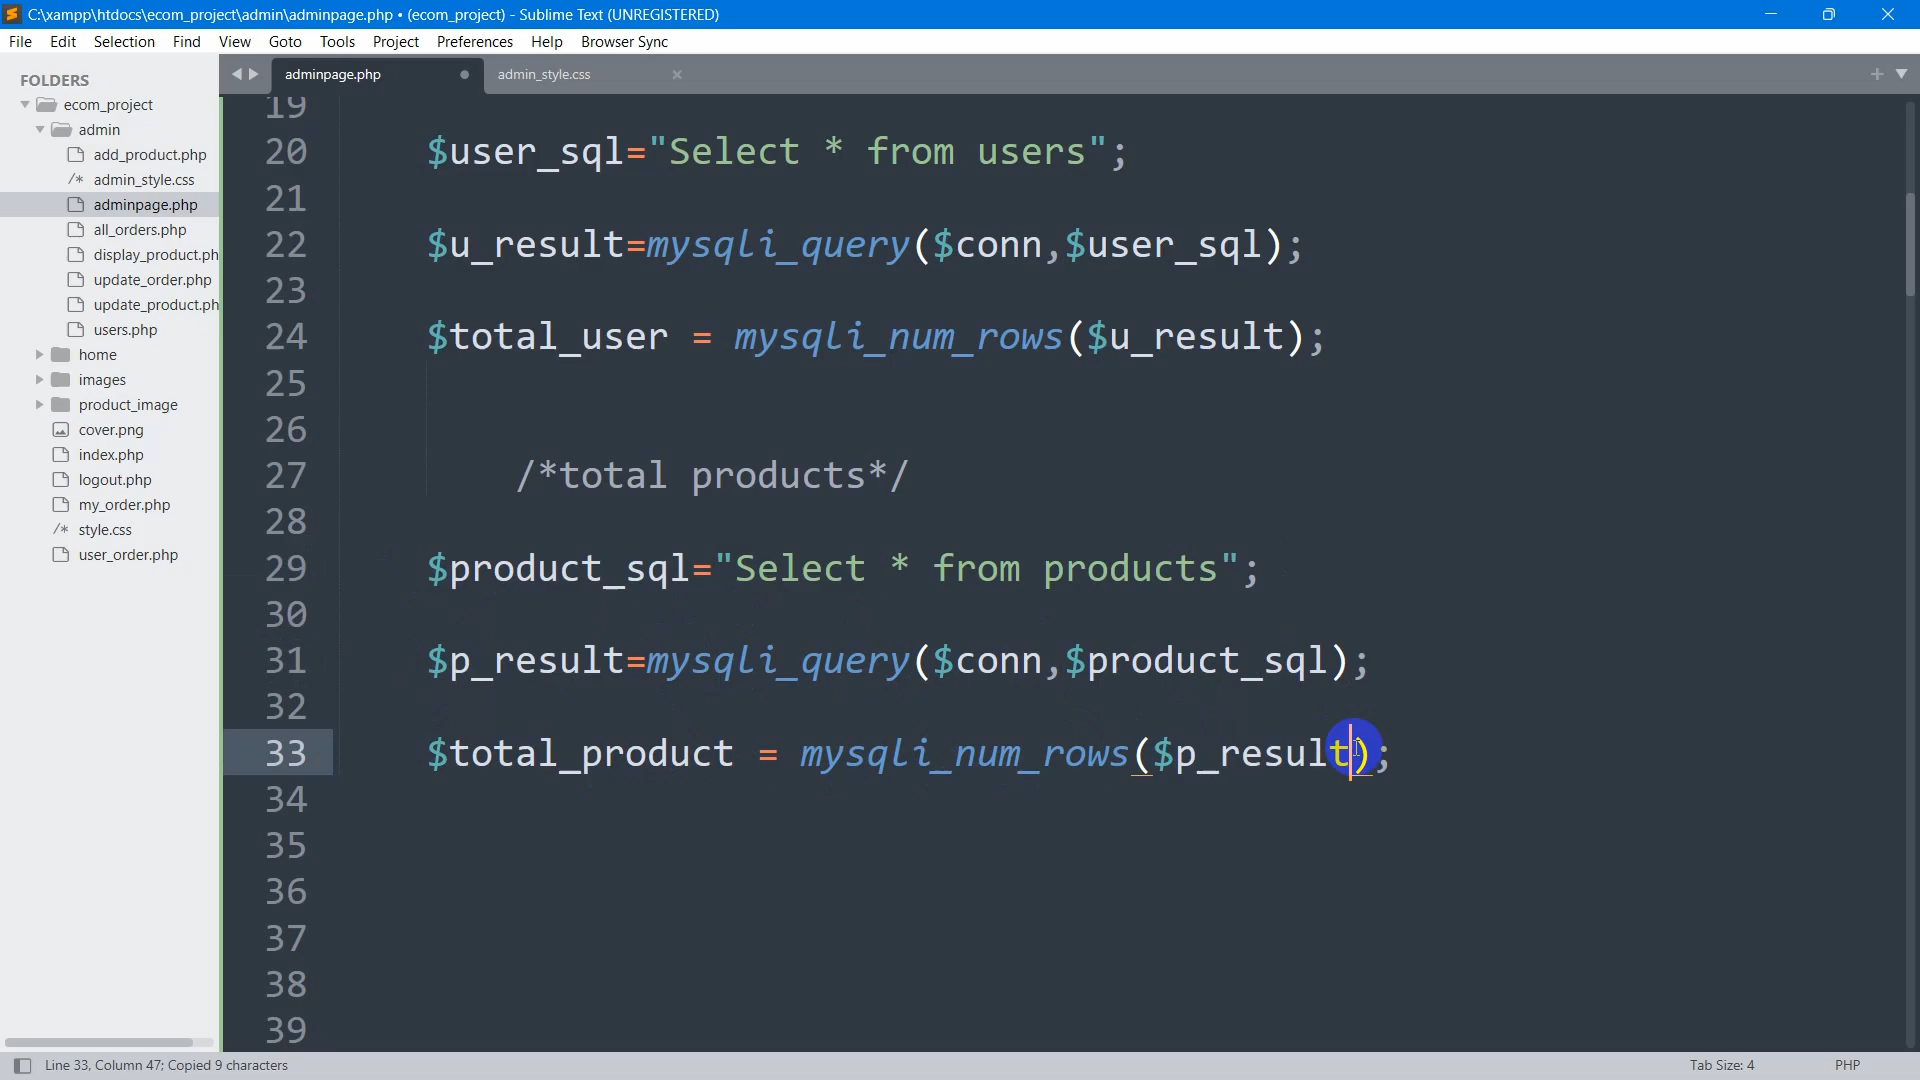 C:\xampp\htdocs\ecom_project\admin\adminpage.php • (ecom_project) - Sublime Text (UNREGISTERED)
File Edit Selection Find View Goto Tools Project Preferences Help Browser Sync
FOLDERS
ecom_project
admin
add_product.php
/* admin_style.css
adminpage.php
all_orders.php
display_product.ph
update_order.php
update_product.ph
users.php
home
images
product_image
cover.png
index.php
logout.php
my_order.php
/* style.css
user_order.php
adminpage.php
admin_style.css
19
20 $user_sql="Select * from users";
21
22 $u_result=mysqli_query($conn,$user_sql);
23
24 $total_user = mysqli_num_rows($u_result);
25
26
27 /*total products*/
28
29 $product_sql="Select * from products";
30
31 $p_result=mysqli_query($conn,$product_sql);
32
33 $total_product = mysqli_num_rows($p_result);
34
35
36
37
38
39
Line 33, Column 47; Copied 9 characters
Tab Size: 4
PHP